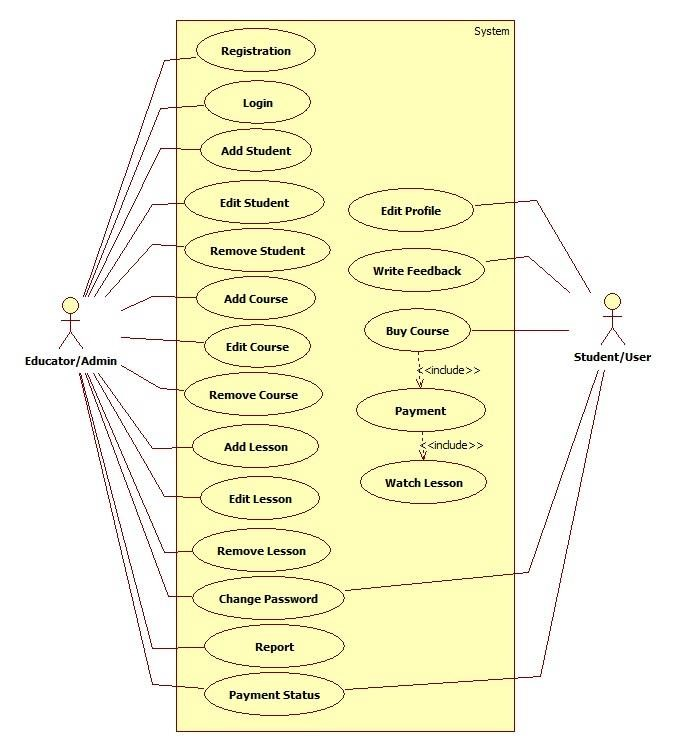 System
Registration
Login
Add Student
Edit Student
Edit Profile
Remove Student
Write Feedback
Add Course
Buy Course
Edit Course
Educator/Admin
Student/User
<<include>>
Remove Course
Payment
Add Lesson
<<include>>
Watch Lesson
Edit Lesson
Remove Lesson
Change Password
Report
Payment Status